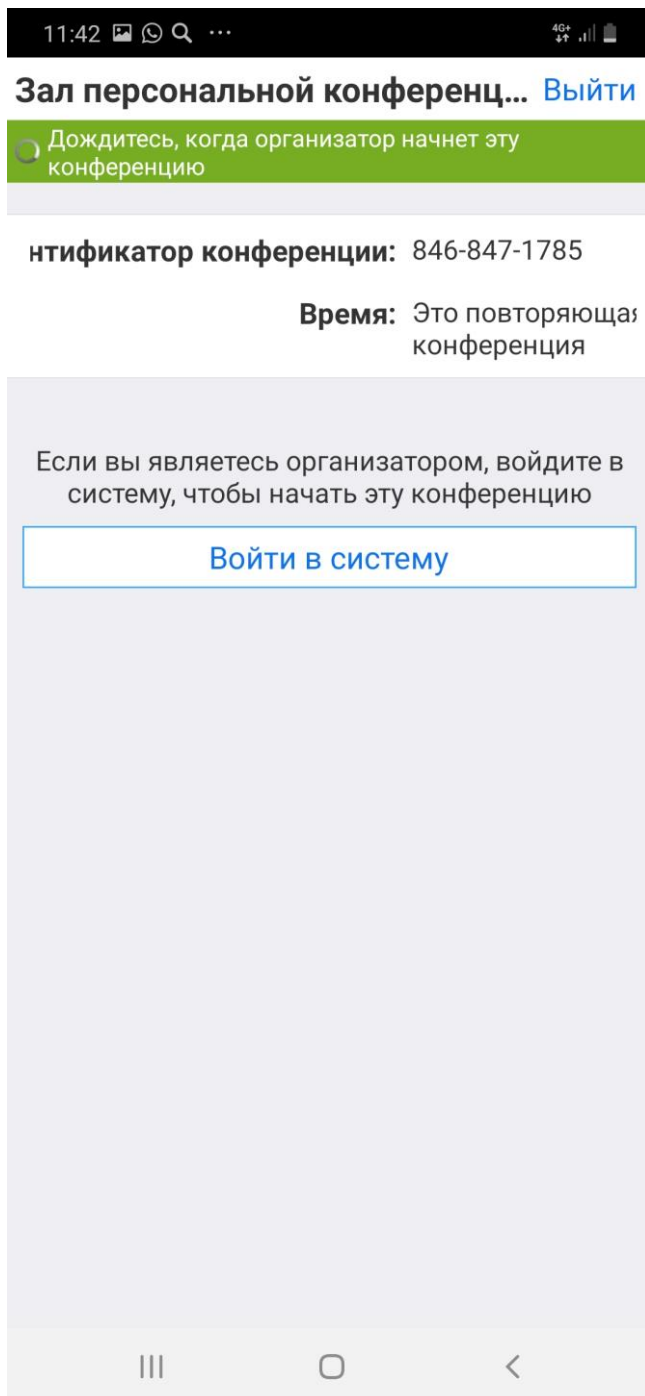 11:42 ...
4G+
Зал персональной конференц... Выйти
Дождитесь, когда организатор начнет эту
конференцию
нтификатор конференции: 846-847-1785
Время: Это повторяющая
конференция
Если вы являетесь организатором, войдите в
систему, чтобы начать эту конференцию
Войти в систему